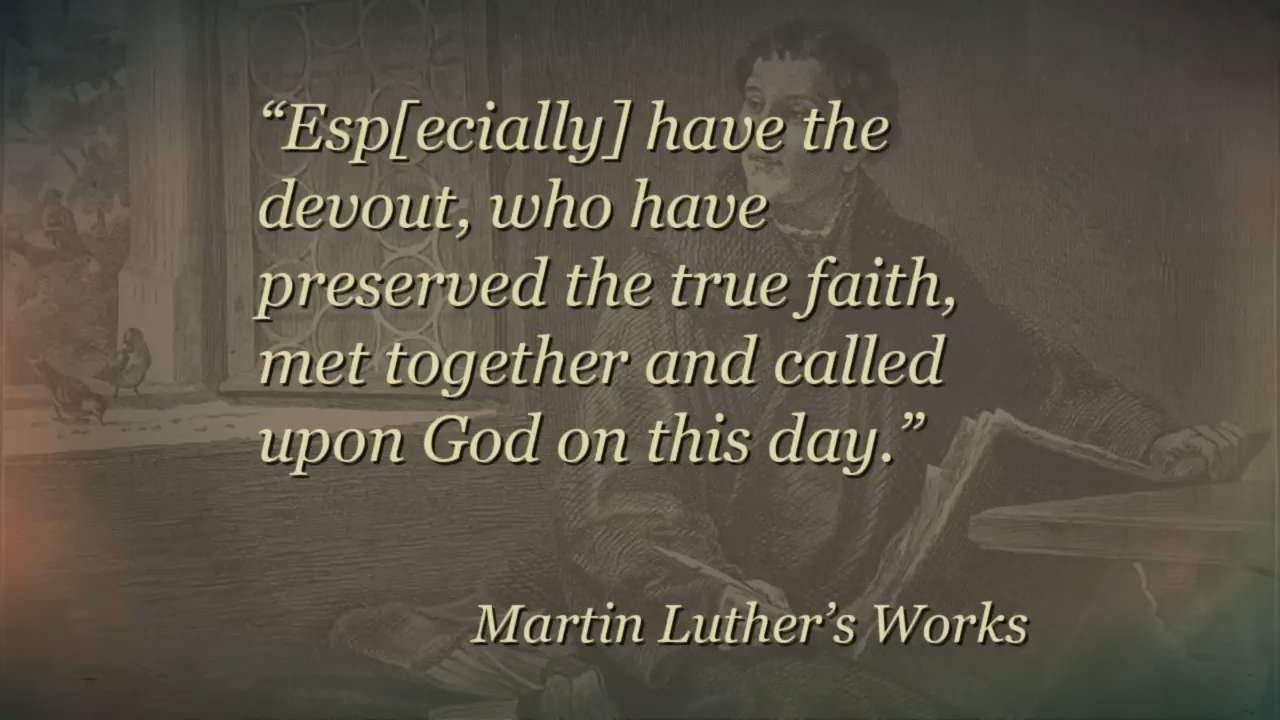 “Esp[ecially] have the
devout, who have
preserved the true faith,
met together and called
upon God on this day.”
Martin Luther’s Works